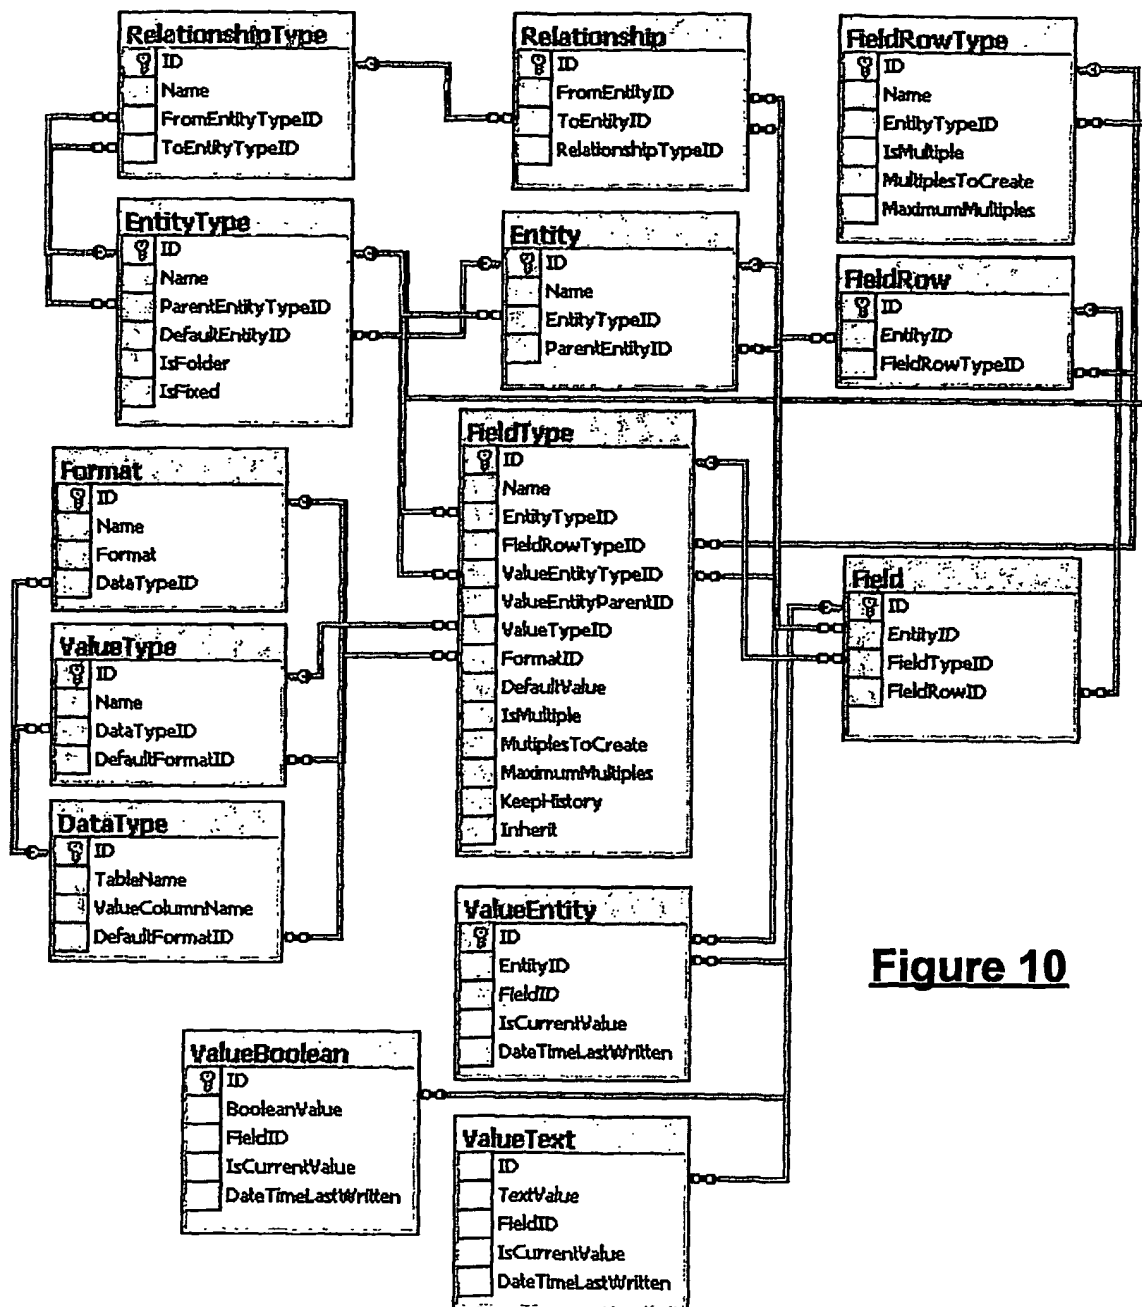 RelationshipType
ID
Name
FromEntityTypeID
ToEntityTypeID
Relationship
ID
FromEntityID
ToEntityID
RelationshipTypeID
FieldRowType
ID
Name
EntityTypeID
IsMultiple
MultiplesToCreate
MaximumMultiples
EntityType
ID
Name
ParentEntityTypeID
DefaultEntityID
IsFolder
IsFixed
Entity
ID
Name
EntityTypeID
ParentEntityID
FieldRow
ID
EntityID
FieldRowTypeID
Format
ID
Name
Format
DataTypeID
FieldType
ID
Name
EntityTypeID
FieldRowTypeID
ValueEntityTypeID
ValueEntityParentID
ValueTypeID
FormatID
DefaultValue
IsMultiple
MutiplesToCreate
MaximumMultiples
KeepHistory
Inherit
Field
ID
EntityID
FieldTypeID
FieldRowID
ValueType
ID
Name
DataTypeID
DefaultFormatID
DataType
ID
TableName
ValueColumnName
DefaultFormatID
ValueEntity
ID
EntityID
FieldID
IsCurrentValue
DateTimeLastWritten
Figure 10
ValueBoolean
ID
BooleanValue
FieldID
IsCurrentValue
DateTimeLastWritten
ValueText
ID
TextValue
FieldID
IsCurrentValue
DateTimeLastWritten